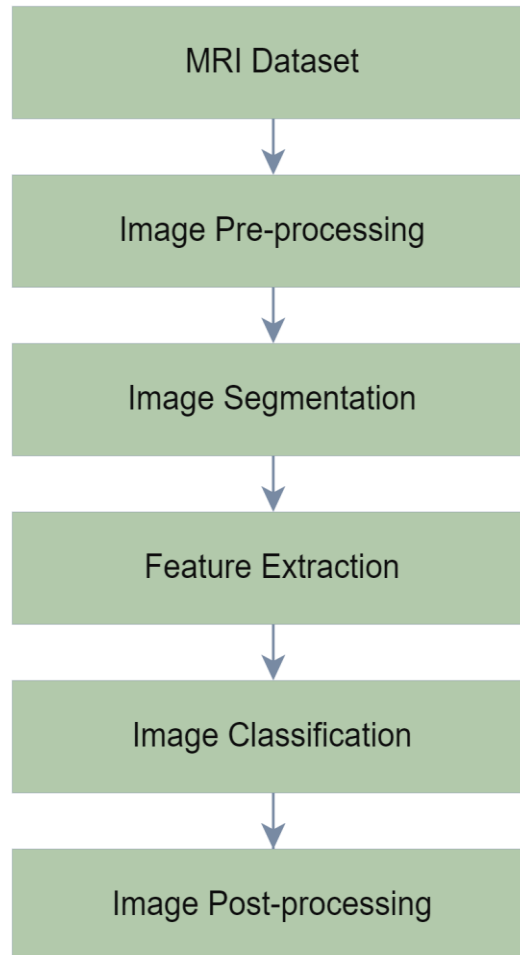 MRI Dataset
Image Pre-processing
Image Segmentation
Feature Extraction
Image Classification
Image Post-processing